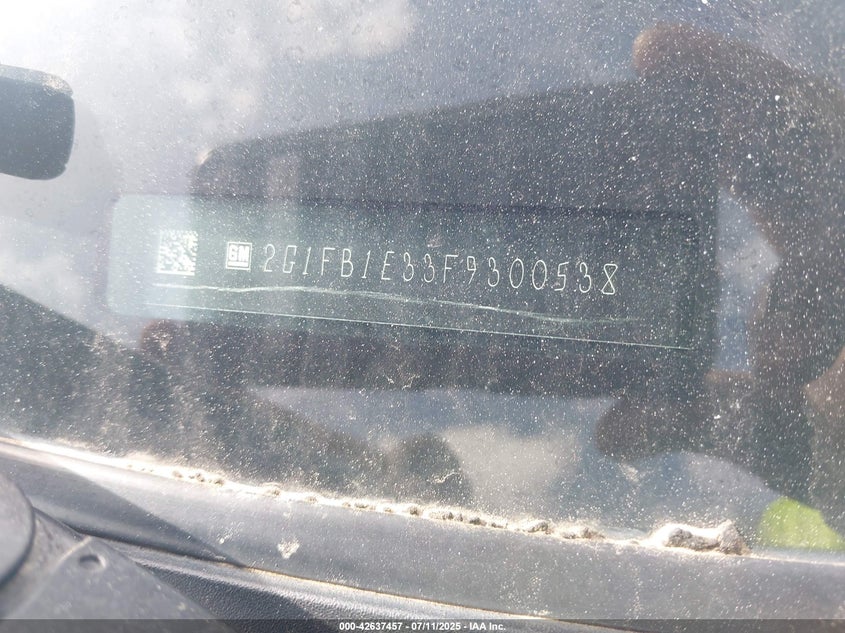 GM 2G1FB1E33F9300538
000-42637457 - 07/11/2025 - IAA Inc.